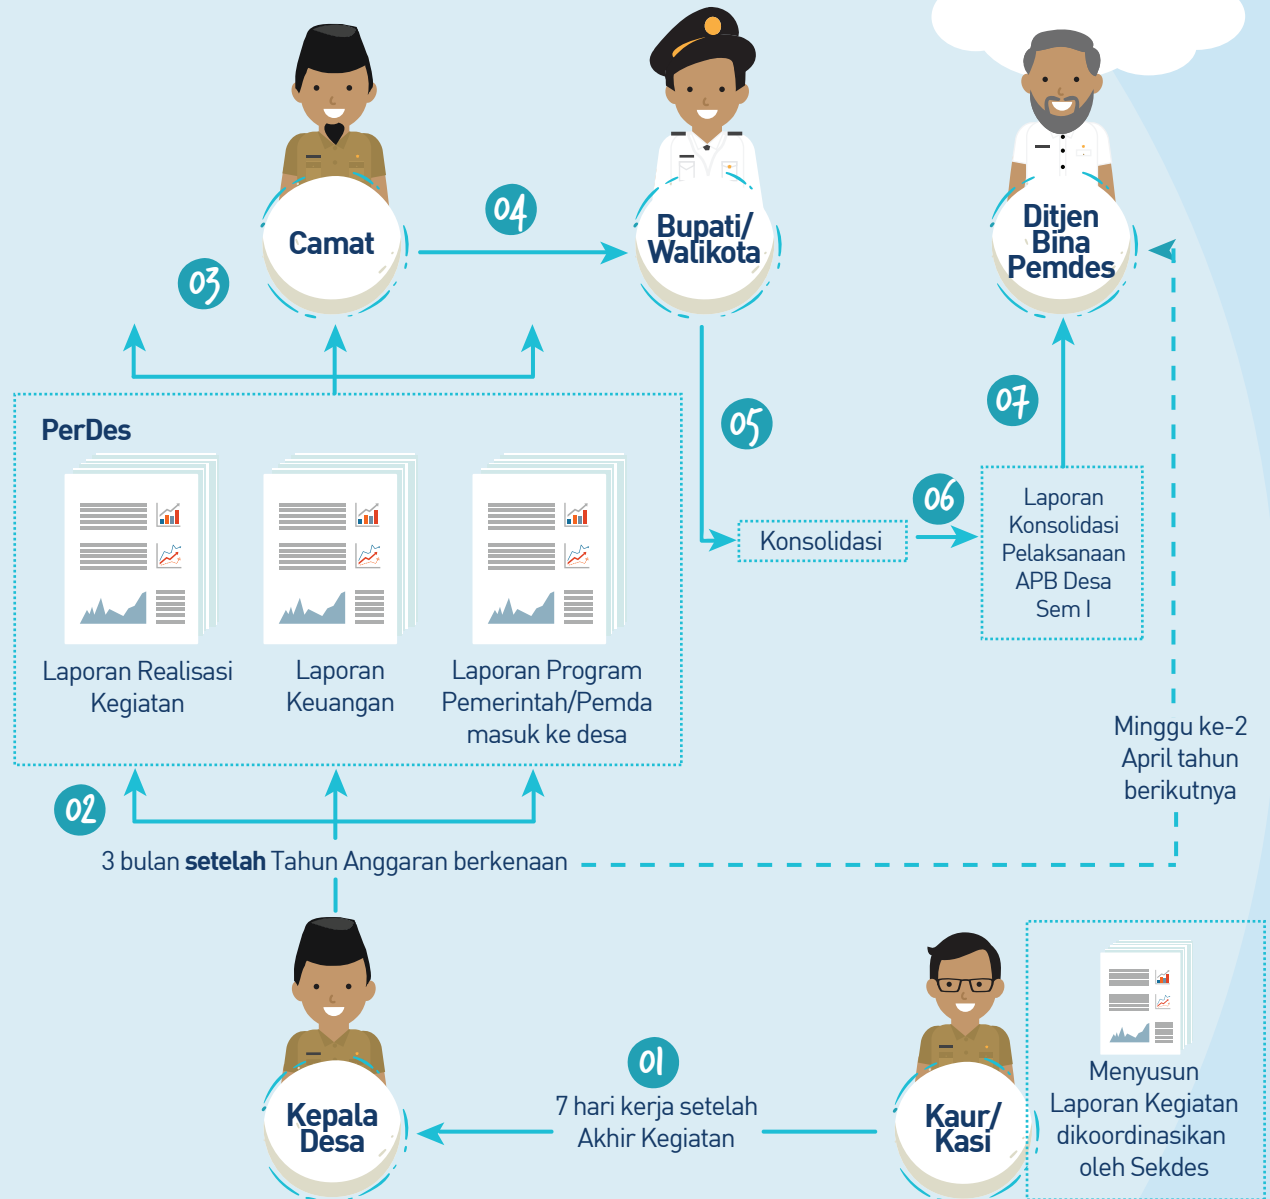 Camat
04
Bupati/
Walikota
Ditjen
Bina
Pemdes
03
PerDes
05
07
06
Konsolidasi
Laporan
Konsolidasi
Pelaksanaan
APB Desa
Sem I
Laporan Realisasi
Kegiatan
Laporan
Keuangan
Laporan Program
Pemerintah/Pemda
masuk ke desa
Minggu ke-2
April tahun
berikutnya
02
3 bulan setelah Tahun Anggaran berkenaan
Kepala
Desa
01
7 hari kerja setelah
Akhir Kegiatan
Kaur/
Kasi
Menyusun
Laporan Kegiatan
dikoordinasikan
oleh Sekdes